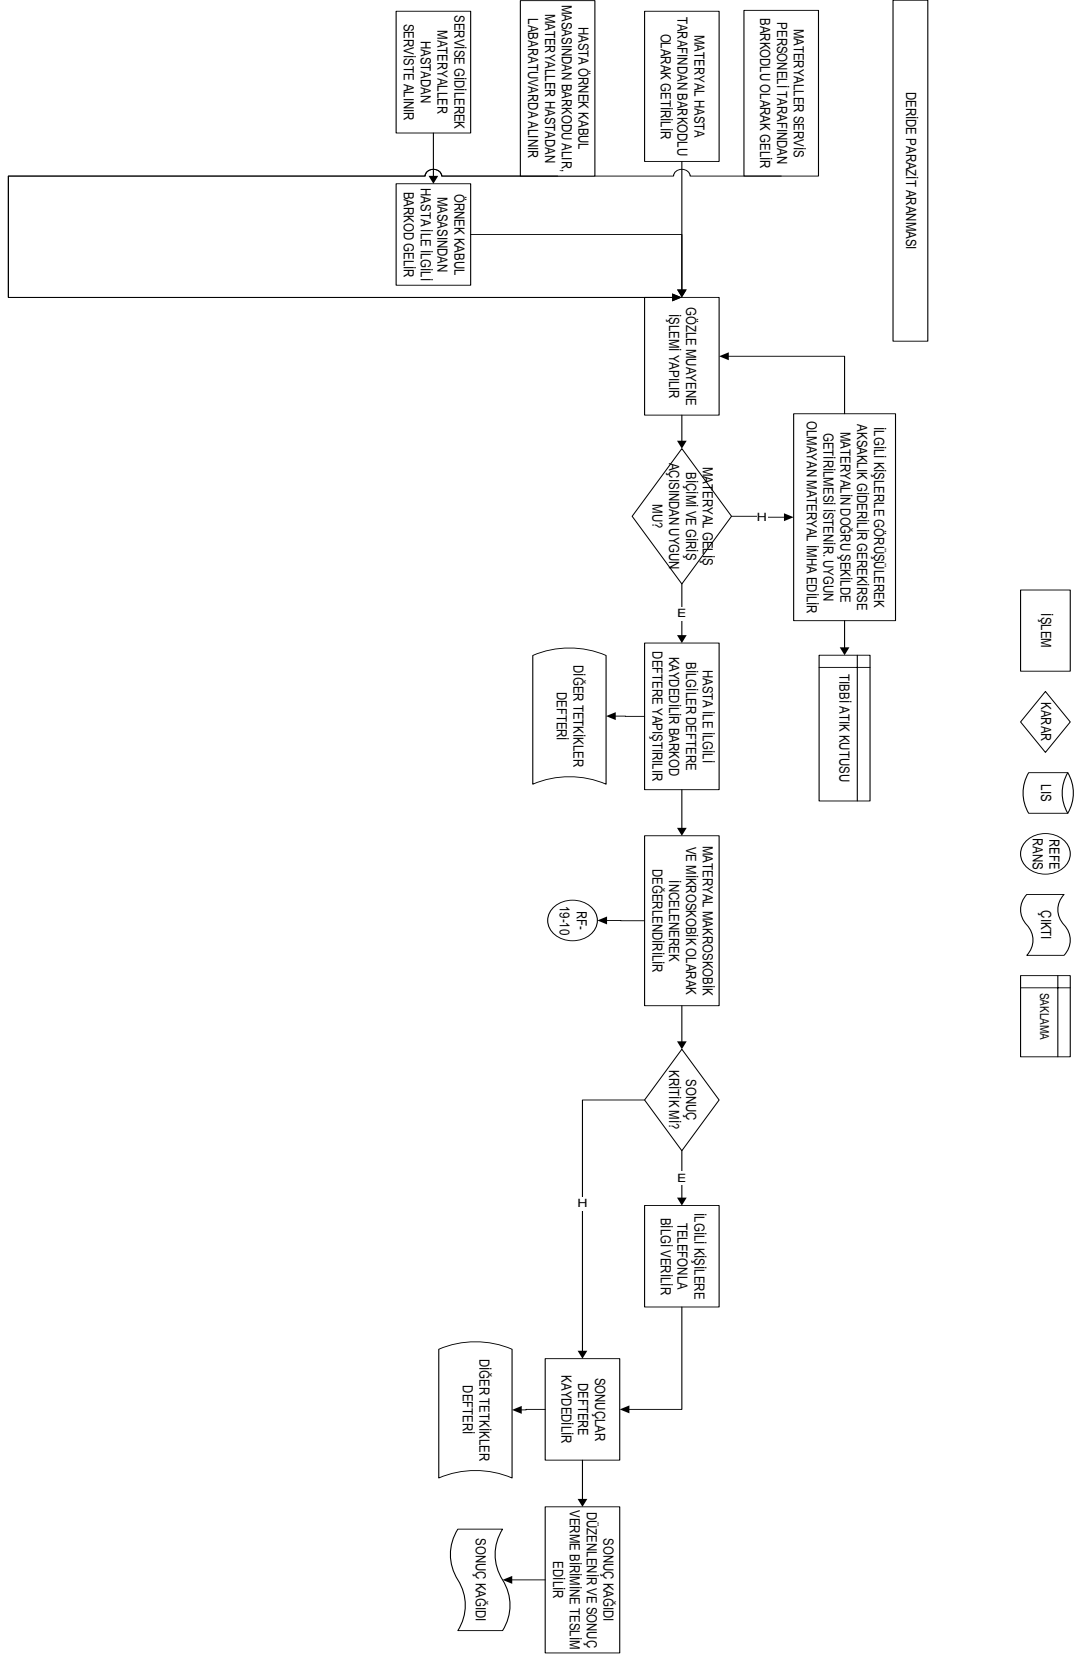 DERİDE PARAZİT ARANMASI
İŞLEM
KARAR
LIS
REFE
RANS
ÇIKTI
SAKLAMA
MATERYALLER SERVİS
PERSONELİ TARAFINDAN
BARKODLU OLARAK GELİR
MATERYAL HASTA
TARAFINDAN BARKODLU
OLARAK GETİRİLİR
HASTA ÖRNEK KABUL
MASASINDAN BARKODU ALIR,
MATERYALLER HASTADAN
LABARATUVARDA ALINIR
SERVİSE GİDİLEREK
MATERYALLER
HASTADAN
SERVİSTE ALINIR
ÖRNEK KABUL
MASASINDAN
HASTA İLE İLGİLİ
BARKOD GELİR
GÖZLE MUAYENE
İŞLEMİ YAPILIR
MATERYAL GELİŞ
BİÇİMİ VE GİRİŞ
AÇISINDAN UYGUN
MU?
H
İLGİLİ KİŞLERLE GÖRÜŞÜLEREK
AKSAKLIK GİDERİLİR GEREKİRSE
MATERYALİN DOĞRU ŞEKİLDE
GETİRİLMESİ İSTENİR. UYGUN
OLMAYAN MATERYAL İMHA EDİLİR
TIBBİ ATIK KUTUSU
E
HASTA İLE İLGİLİ
BİLGİLER DEFTERE
KAYDEDİLİR BARKOD
DEFTERE YAPIŞTIRILIR
DİĞER TETKİKLER
DEFTERİ
MATERYAL MAKROSKOBİK
VE MİKROSKOBİK OLARAK
İNCELENEREK
DEĞERLENDİRİLİR
RF-
19-10
SONUÇ
KRİTİK Mİ?
E
İLGİLİ KİŞİLERE
TELEFONLA
BİLGİ VERİLİR
H
SONUÇLAR
DEFTERE
KAYDEDİLİR
DİĞER TETKİKLER
DEFTERİ
SONUÇ KAĞIDI
DÜZENLENİR VE SONUÇ
VERME BİRİMİNE TESLİM
EDİLİR
SONUÇ KAĞIDI